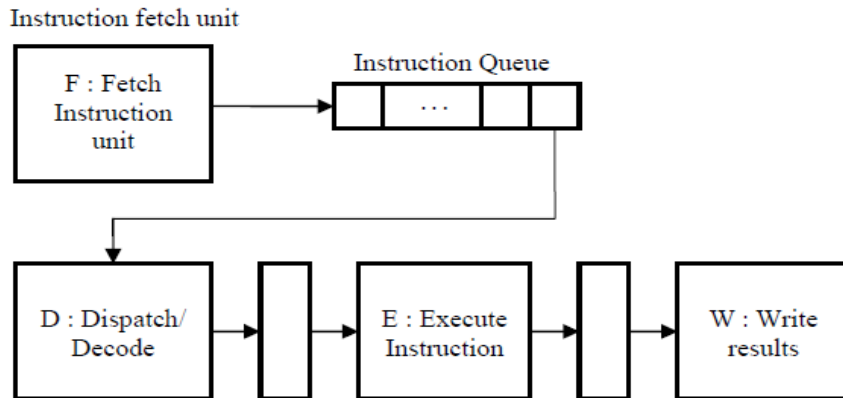 Instruction fetch unit
F : Fetch
Instruction
unit
Instruction Queue
...
D : Dispatch/
Decode
E : Execute
Instruction
W : Write
results